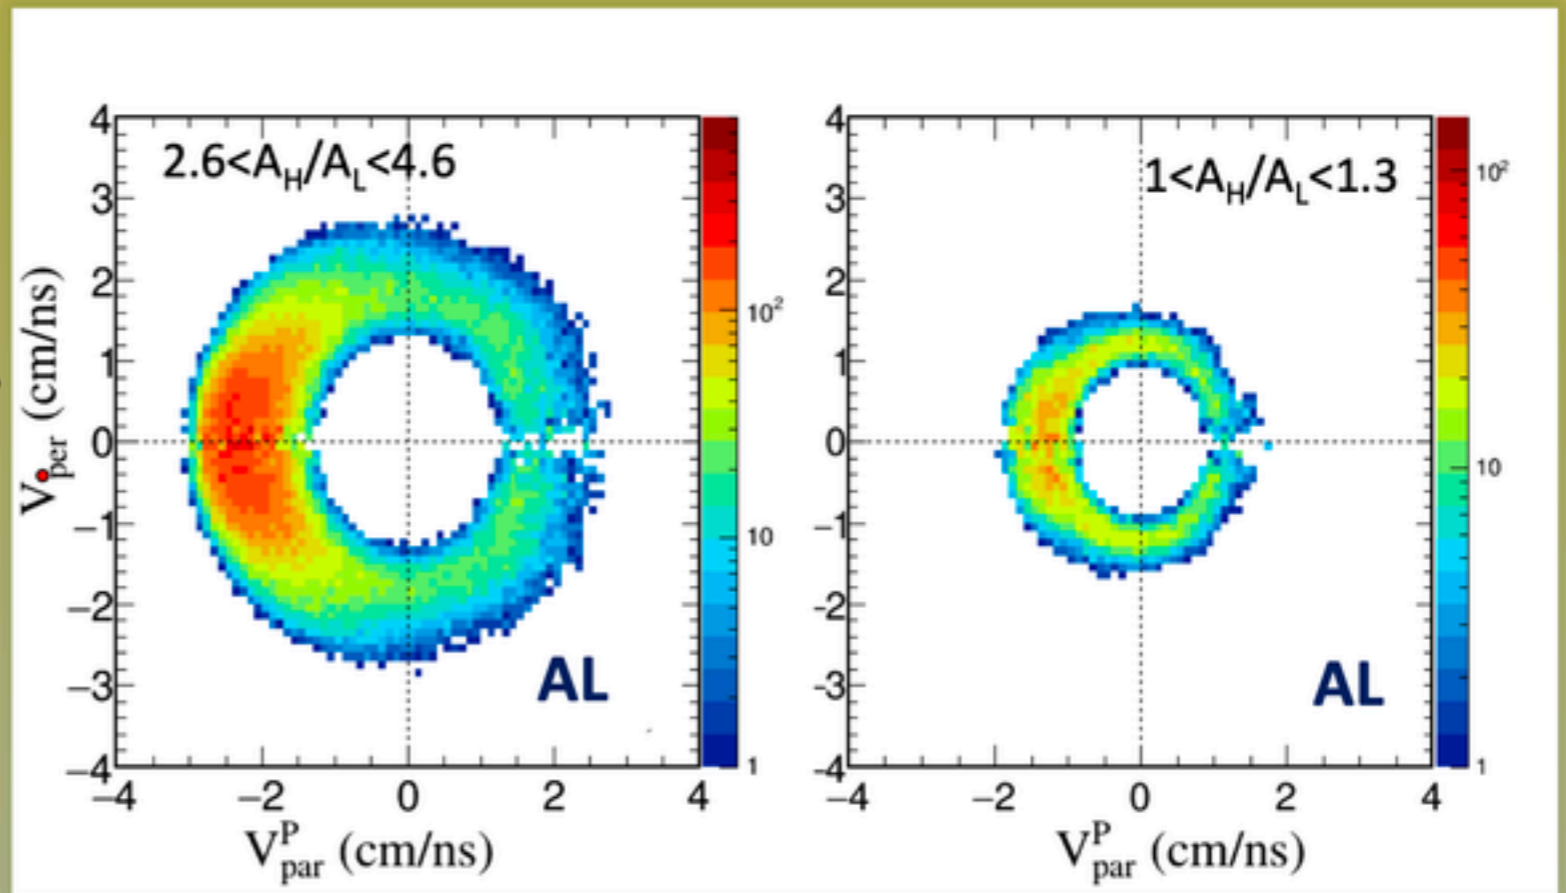 2.6<A_H/A_L<4.6
4
3
2
1
0
−1
−2
−3
−4
−4 −2 0 2 4
10²
10
1
AL
V_per (cm/ns)
V^P_par (cm/ns)
1<A_H/A_L<1.3
4
3
2
1
0
-1
-2
-3
-4
−4 −2 0 2 4
10²
10
1
AL
V^P_par (cm/ns)